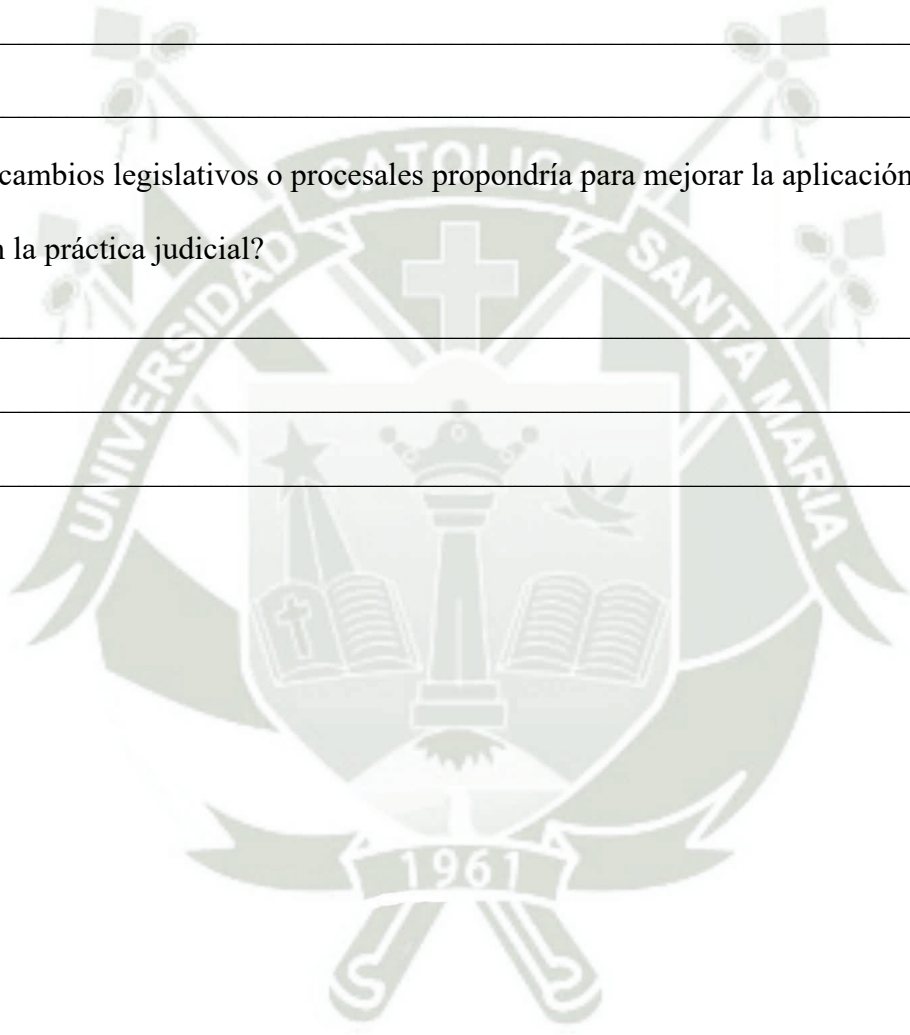 cambios legislativos o procesales propondría para mejorar la aplicación
la práctica judicial?
UNIVERSIDAD CATOLICA SANTA MARIA
1961